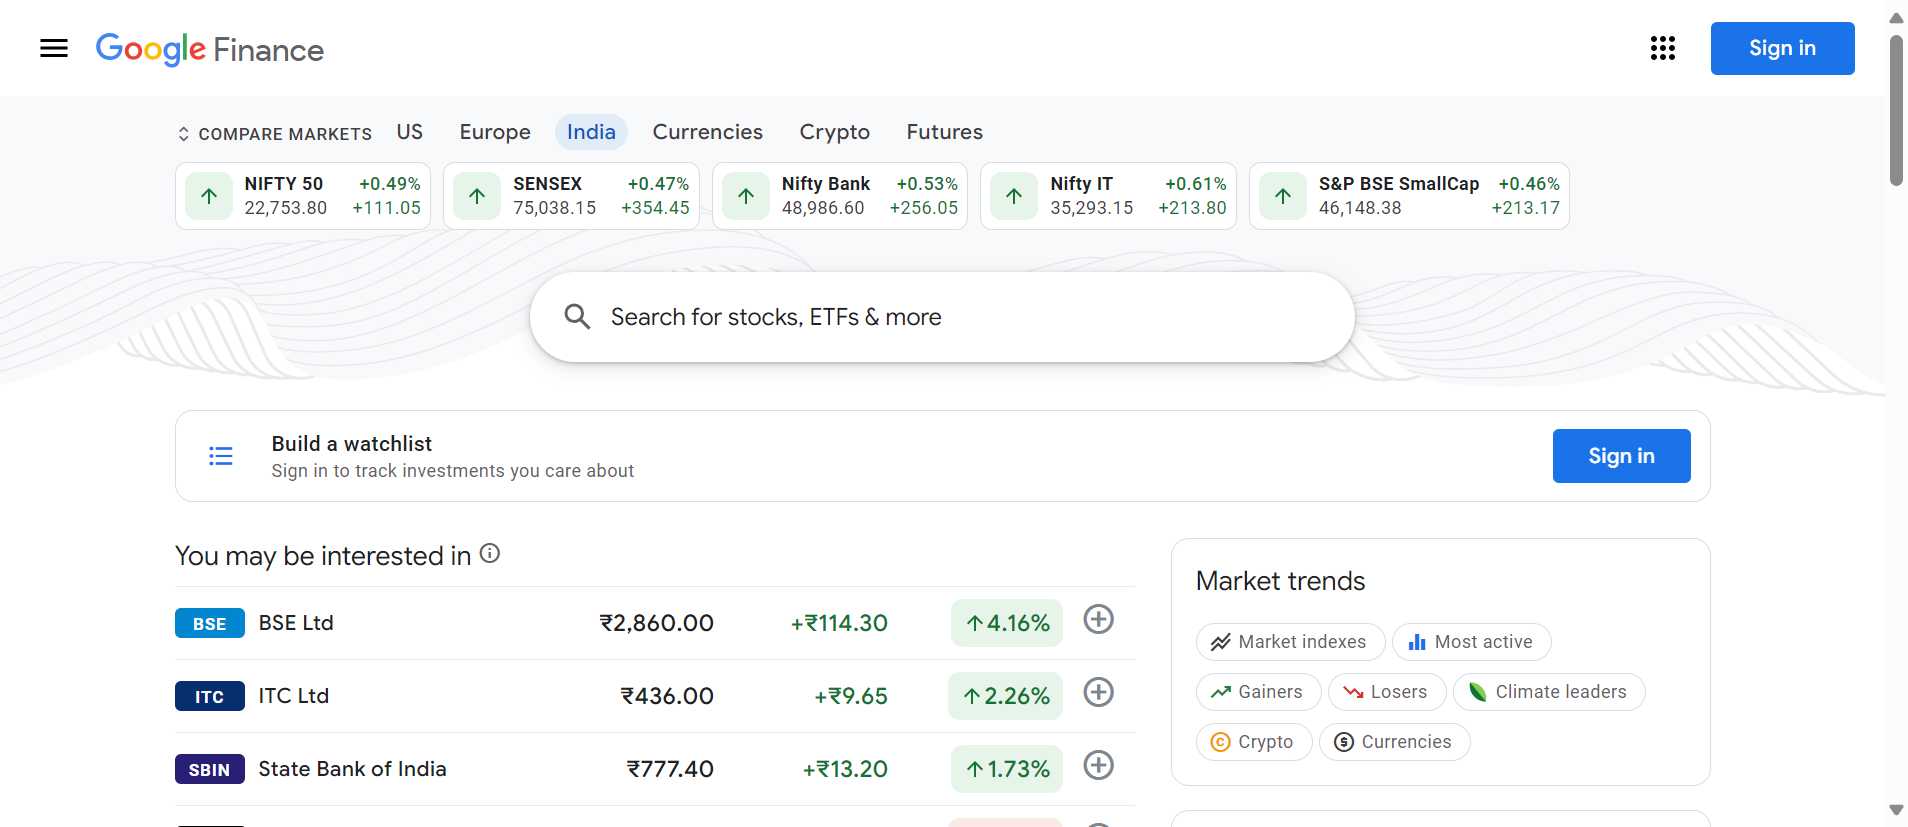 Google Finance
Sign in
COMPARE MARKETS US Europe India Currencies Crypto Futures
NIFTY 50 +0.49%
22,753.80 +111.05
SENSEX +0.47%
75,038.15 +354.45
Nifty Bank +0.53%
48,986.60 +256.05
Nifty IT +0.61%
35,293.15 +213.80
S&P BSE SmallCap +0.46%
46,148.38 +213.17
Search for stocks, ETFs & more
Build a watchlist
Sign in to track investments you care about
Sign in
You may be interested in
BSE BSE Ltd ₹2,860.00 +₹114.30 4.16%
ITC ITC Ltd ₹436.00 +₹9.65 2.26%
SBIN State Bank of India ₹777.40 +₹13.20 1.73%
Market trends
Market indexes Most active
Gainers Losers Climate leaders
Crypto Currencies